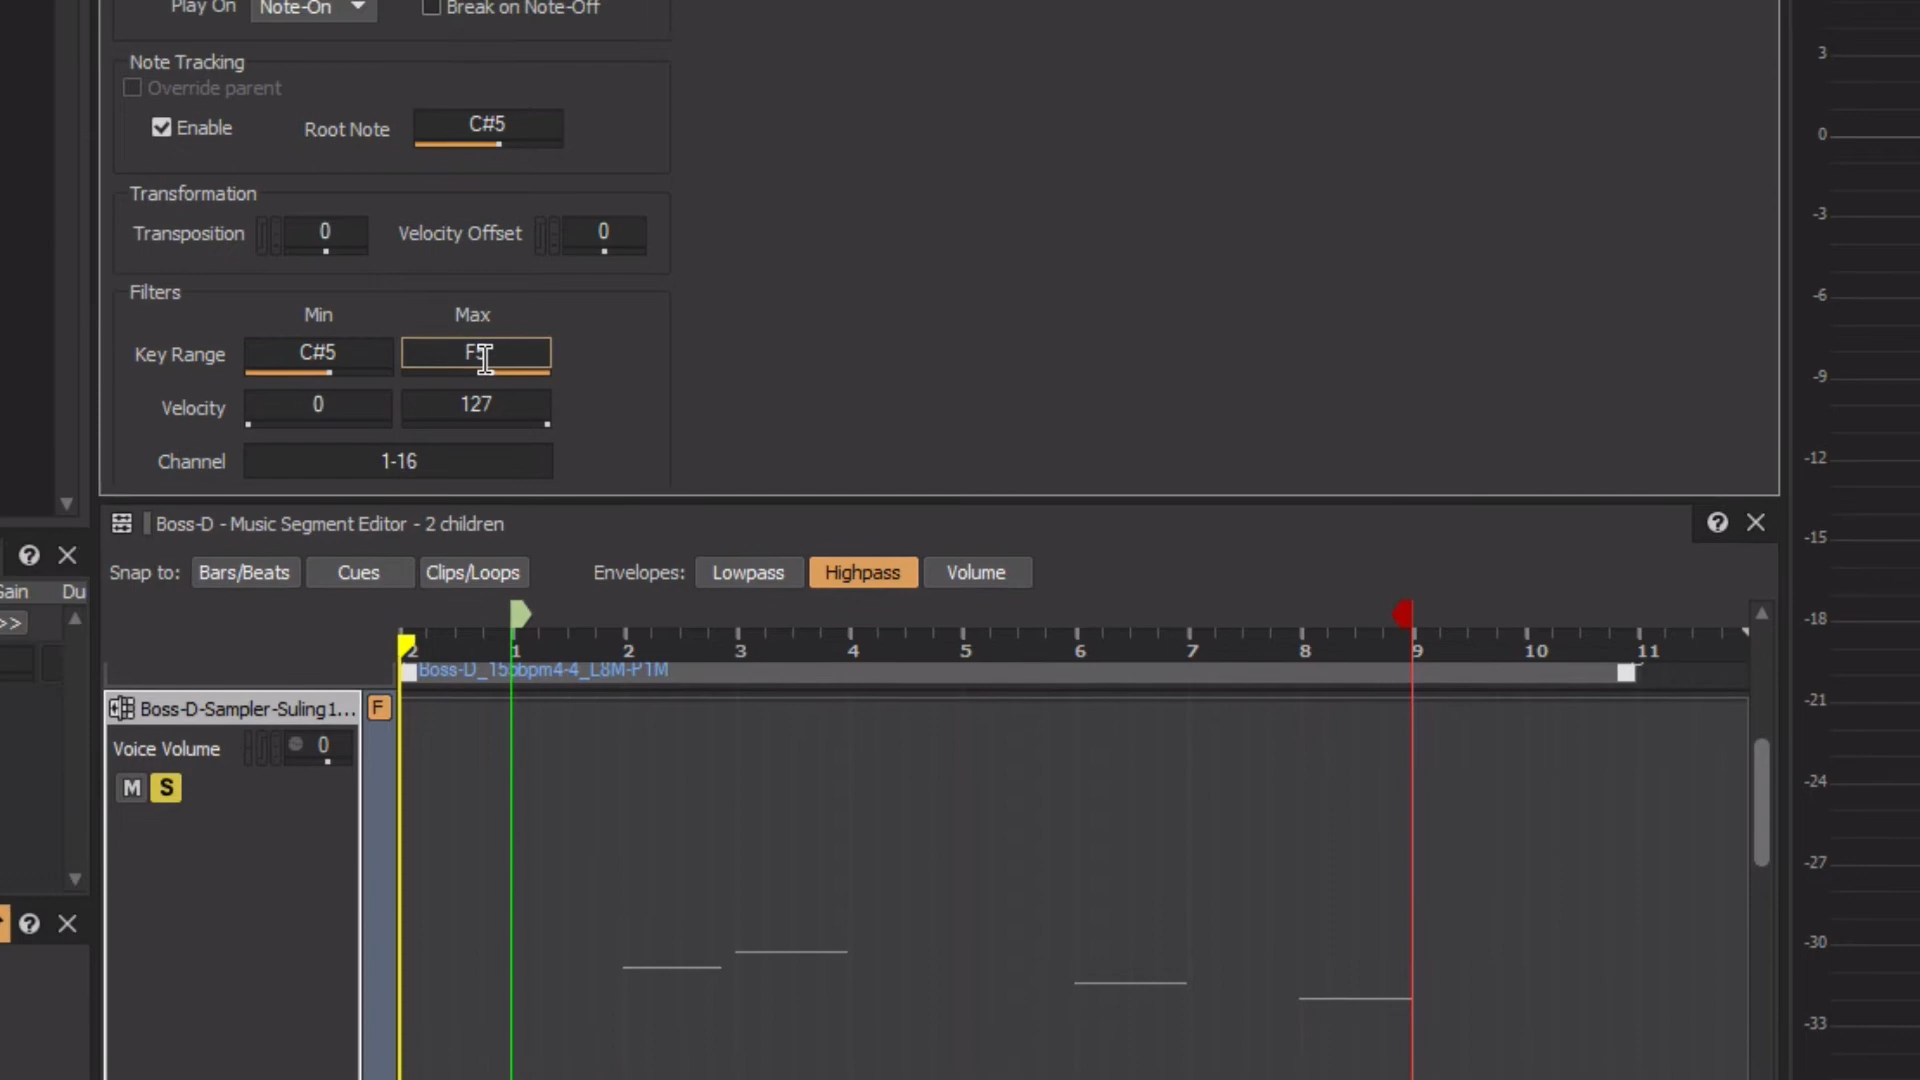 Play On Note-On Break on Note-Off
Note Tracking
Override parent
Enable Root Note C#5
Transformation
Transposition 0 Velocity Offset 0
Filters
Min Max
Key Range C#5 F5
Velocity 0 127
Channel 1-16
Boss-D - Music Segment Editor - 2 children
Snap to: Bars/Beats Cues Clips/Loops Envelopes: Lowpass Highpass Volume
Gain Du
>>
2 1 2 3 4 5 6 7 8 9 10 11
Boss-D-Sampler-Suling1... F
Voice Volume 0
M S
3
0
-3
-6
-9
-12
-15
-18
-21
-24
-27
-30
-33